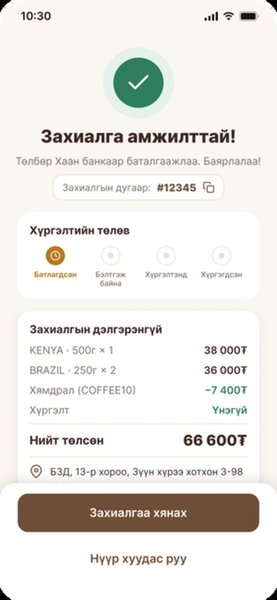 10:30
Захиалга амжилттай!
Төлбөр Хаан банкаар баталгаажлаа. Баярлалаа!
Захиалгын дугаар: #12345
Хүргэлтийн төлөв
Батлагдсан
Бэлтгэж байна
Хүргэлтэнд
Хүргэгдсэн
Захиалгын дэлгэрэнгүй
KENYA · 500г × 1 38 000₮
BRAZIL · 250г × 2 36 000₮
Хямдрал (COFFEE10) −7 400₮
Хүргэлт Үнэгүй
Нийт төлсөн 66 600₮
БЗД, 13-р хороо, Зүүн хүрээ хотхон 3-98
Захиалгаа хянах
Нүүр хуудас руу